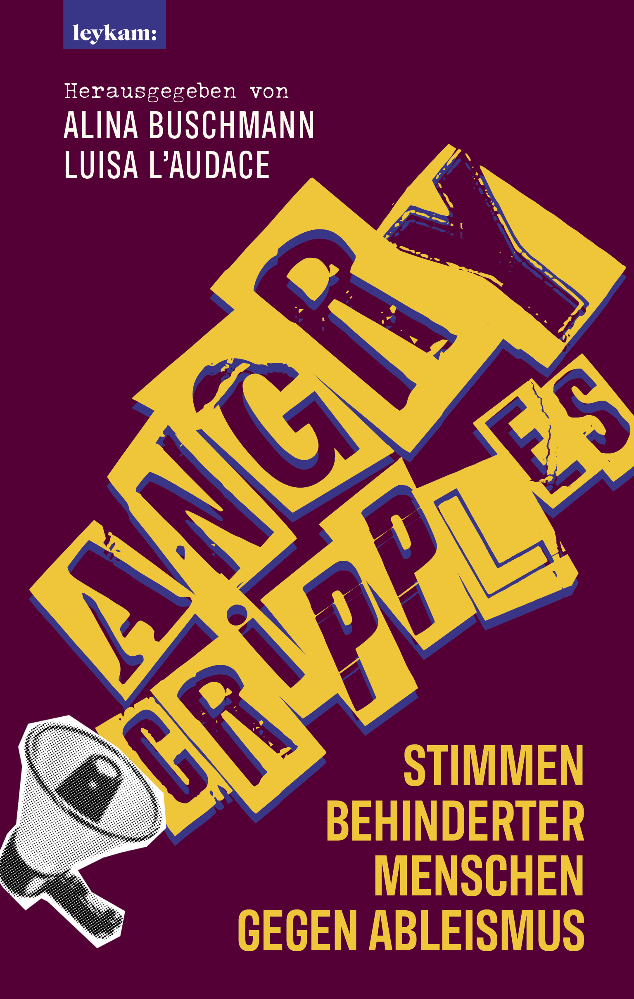 leykam:
Herausgegeben von
ALINA BUSCHMANN
LUISA L’AUDACE
ANGRY
CRiPPLES
STIMMEN
BEHINDERTER
MENSCHEN
GEGEN ABLEISMUS